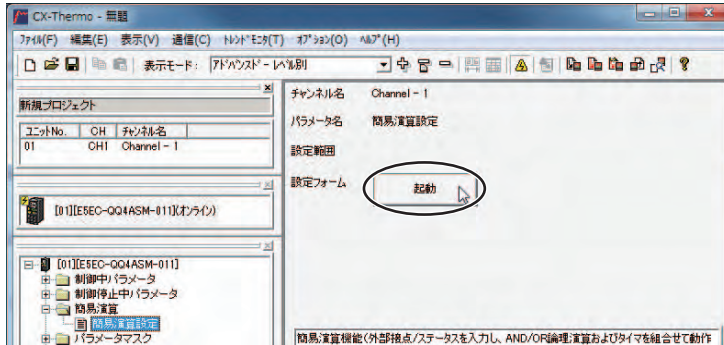 CX-Thermo - 無題
ファイル(F) 編集(E) 表示(V) 通信(C) トレンドモニタ(T) オプション(O) ヘルプ(H)
表示モード: アドバンスド - レベル別
新規プロジェクト
ユニットNo. CH チャンネル名
01 CH1 Channel - 1
[01][E5EC-QQ4ASM-011](オンライン)
[01][E5EC-QQ4ASM-011]
制御中パラメータ
制御停止中パラメータ
簡易演算
簡易演算設定
パラメータマスク
チャンネル名 Channel - 1
パラメータ名 簡易演算設定
設定範囲
設定フォーム 起動
簡易演算機能(外部接点/ステータスを入力し、AND/OR論理演算およびタイマを組合せて動作